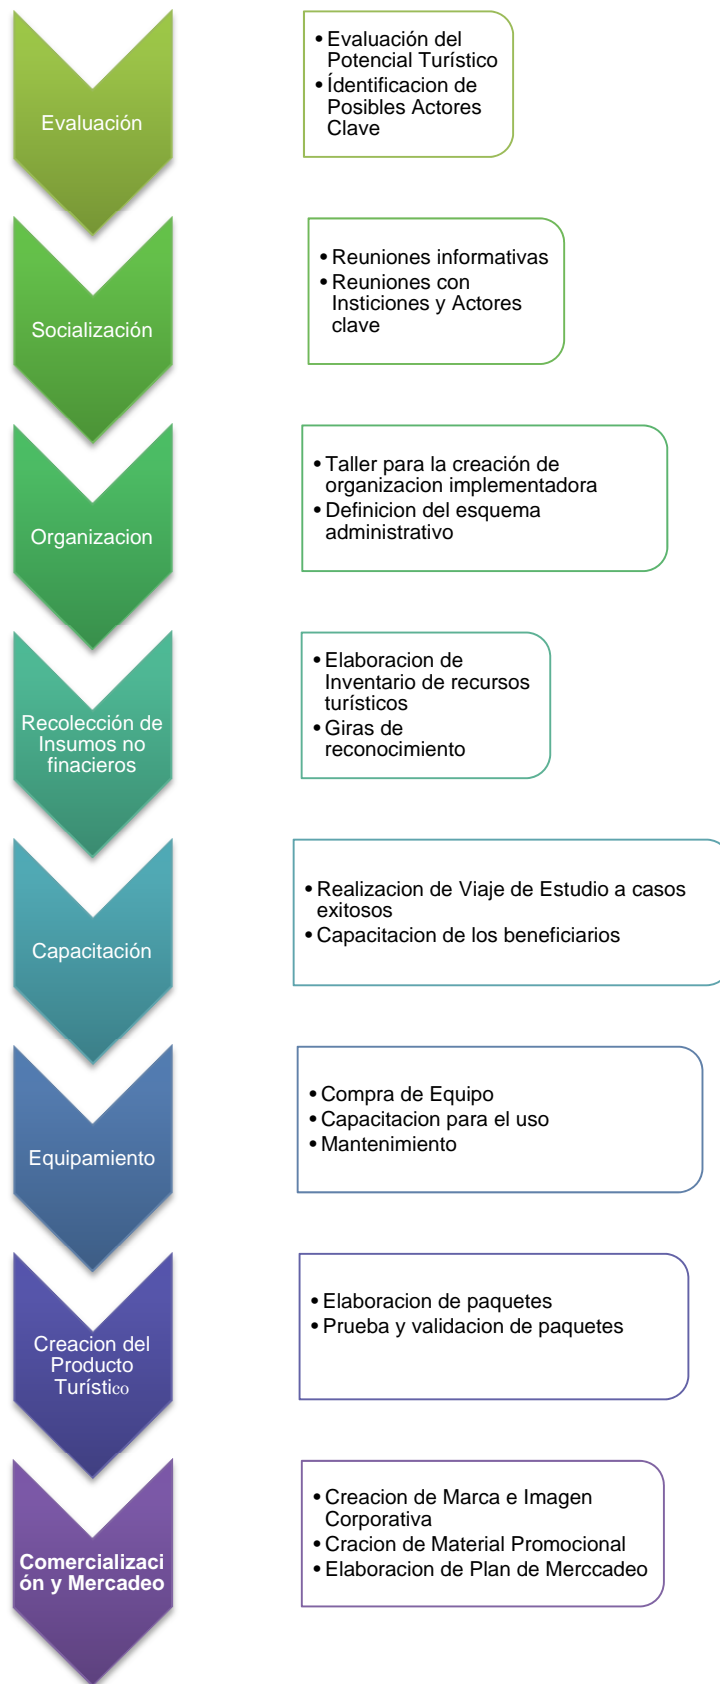 Evaluación
• Evaluación del
Potencial Turístico
• Ídentificacion de
Posibles Actores
Clave
Socialización
• Reuniones informativas
• Reuniones con
Insticiones y Actores
clave
Organizacion
• Taller para la creación de
organizacion implementadora
• Definicion del esquema
administrativo
Recolección de
Insumos no
finacieros
• Elaboracion de
Inventario de recursos
turísticos
• Giras de
reconocimiento
Capacitación
• Realizacion de Viaje de Estudio a casos
exitosos
• Capacitacion de los beneficiarios
Equipamiento
• Compra de Equipo
• Capacitacion para el uso
• Mantenimiento
Creacion del
Producto
Turístico
• Elaboracion de paquetes
• Prueba y validacion de paquetes
Comercializaci
ón y Mercadeo
• Creacion de Marca e Imagen
Corporativa
• Cracion de Material Promocional
• Elaboracion de Plan de Merccadeo